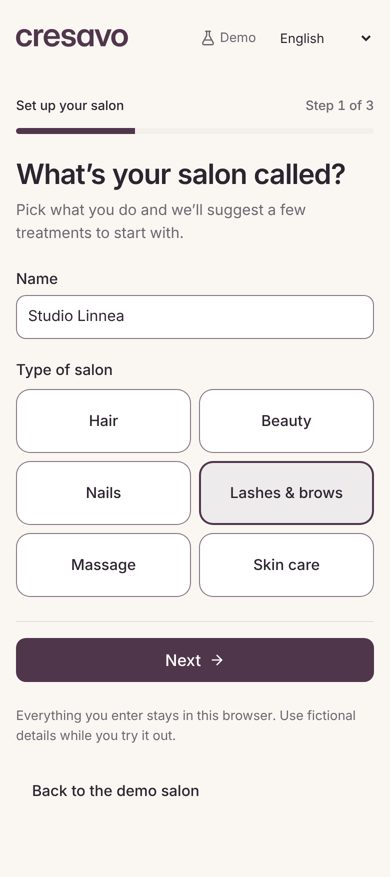 cresavo
Demo
English
Set up your salon
Step 1 of 3
What’s your salon called?
Pick what you do and we’ll suggest a few
treatments to start with.
Name
Studio Linnea
Type of salon
Hair
Beauty
Nails
Lashes & brows
Massage
Skin care
Next →
Everything you enter stays in this browser. Use fictional
details while you try it out.
Back to the demo salon